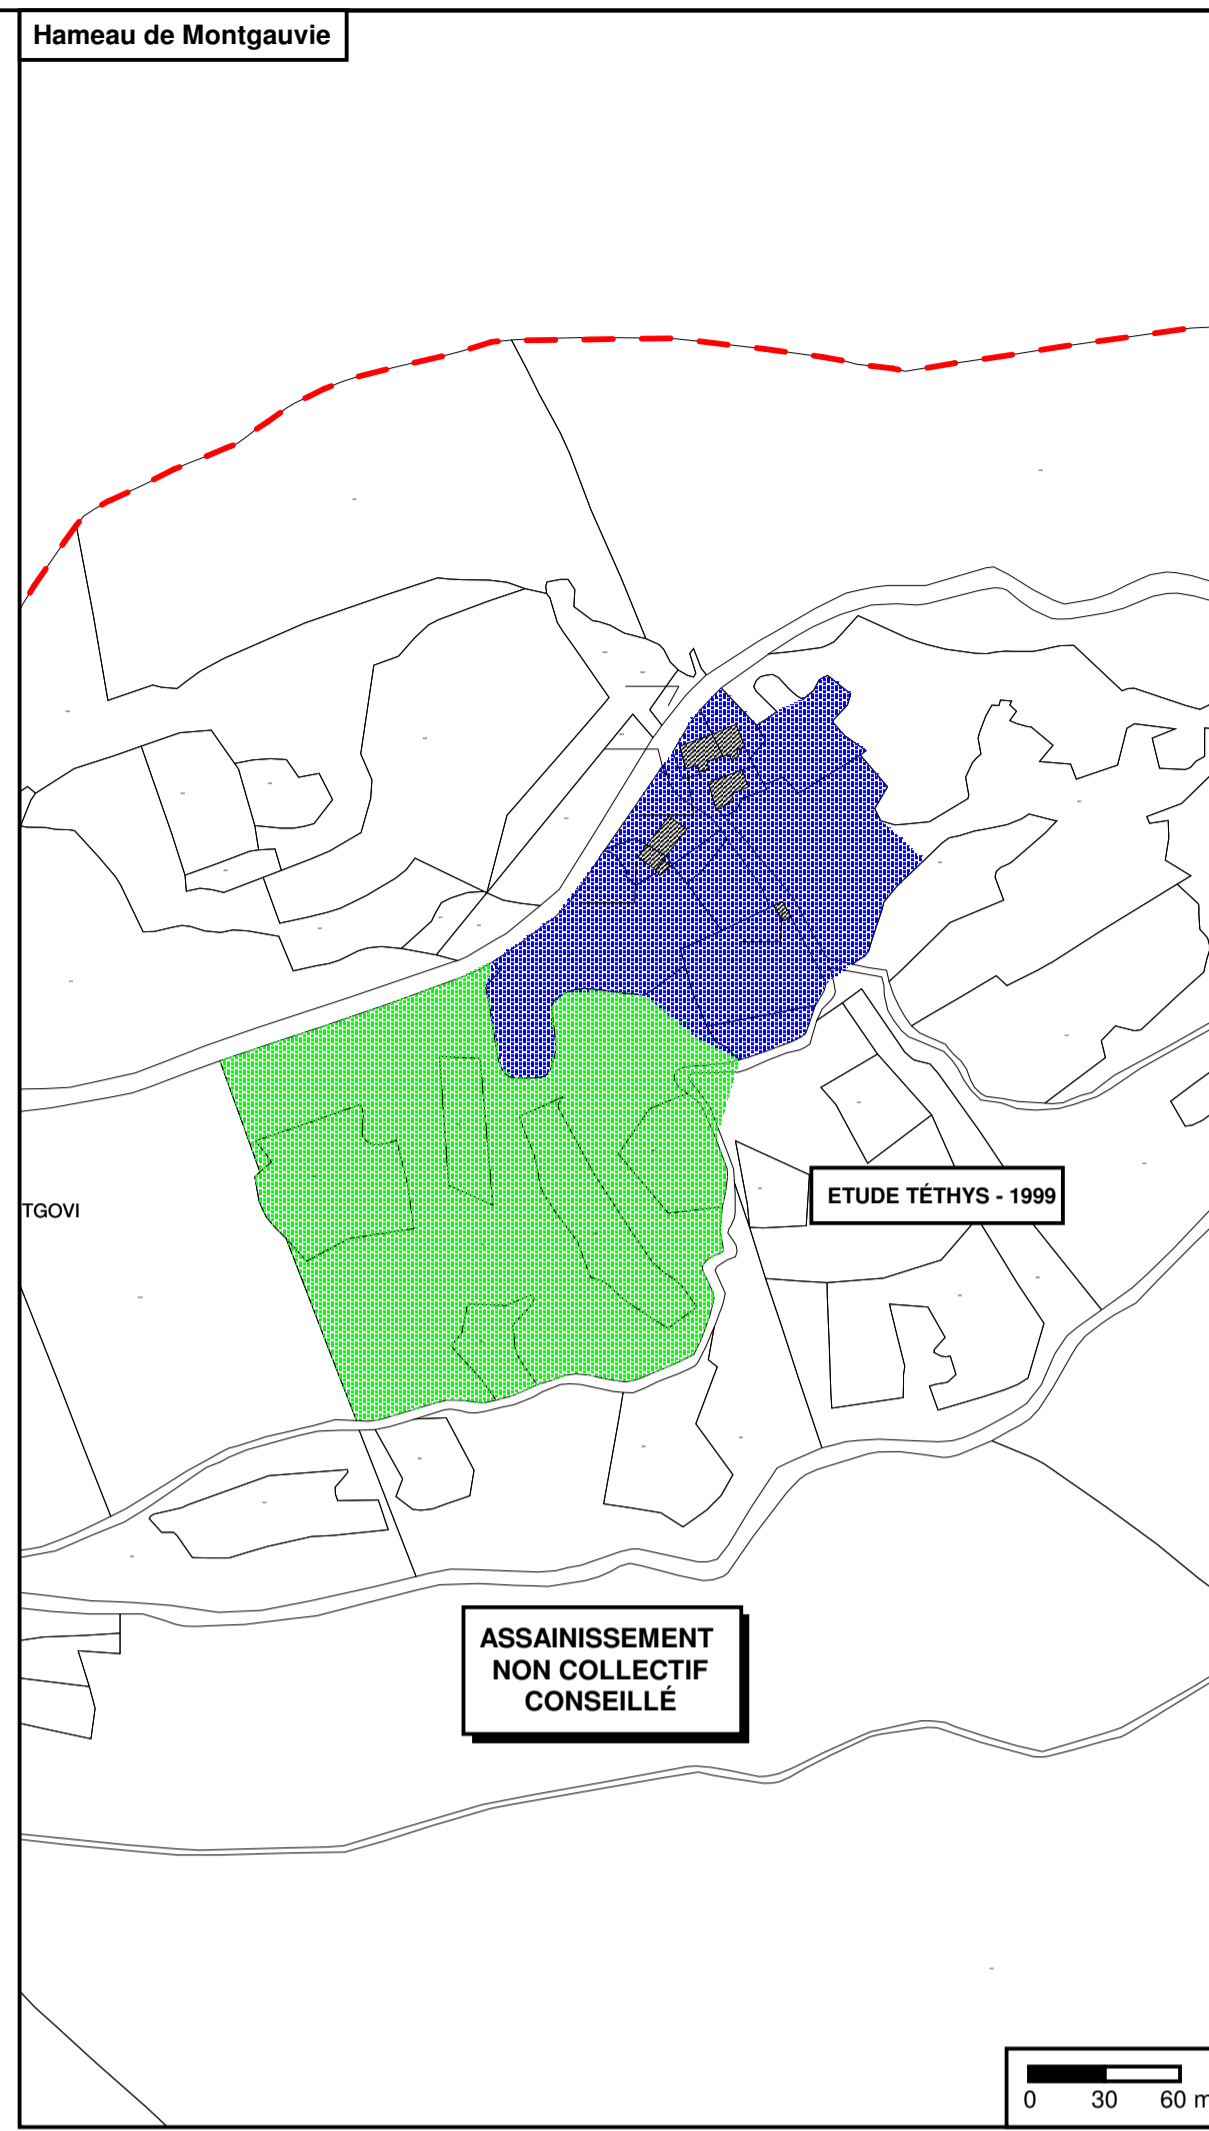 Hameau de Montgauvie
TGOVI
ETUDE TÉTHYS - 1999
ASSAINISSEMENT
NON COLLECTIF
CONSEILLÉ
0 30 60 m